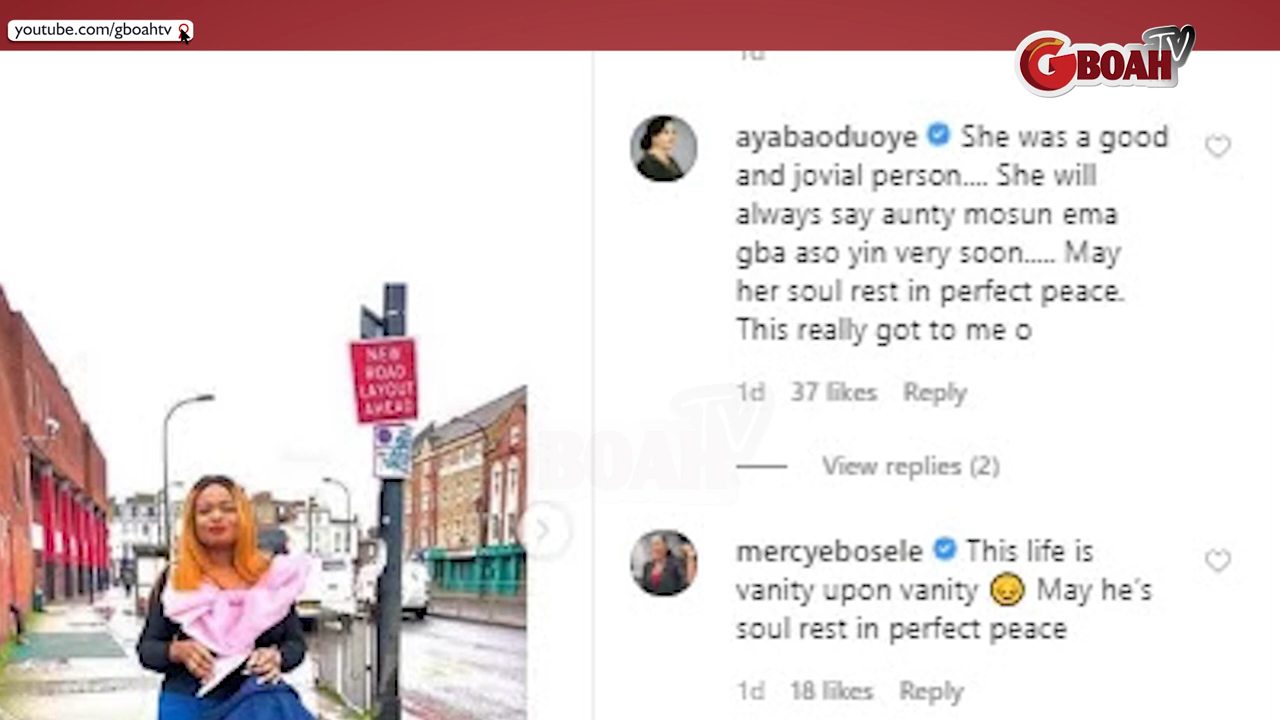 youtube.com/gboahtv
GBOAH TV
1d
ayabaoduoye She was a good
and jovial person.... She will
always say aunty mosun ema
gba aso yin very soon..... May
her soul rest in perfect peace.
This really got to me o
1d 37 likes Reply
View replies (2)
mercyebosele This life is
vanity upon vanity 😔 May he's
soul rest in perfect peace
1d 18 likes Reply
NEW
ROAD
LAYOUT
AHEAD
BOAH TV